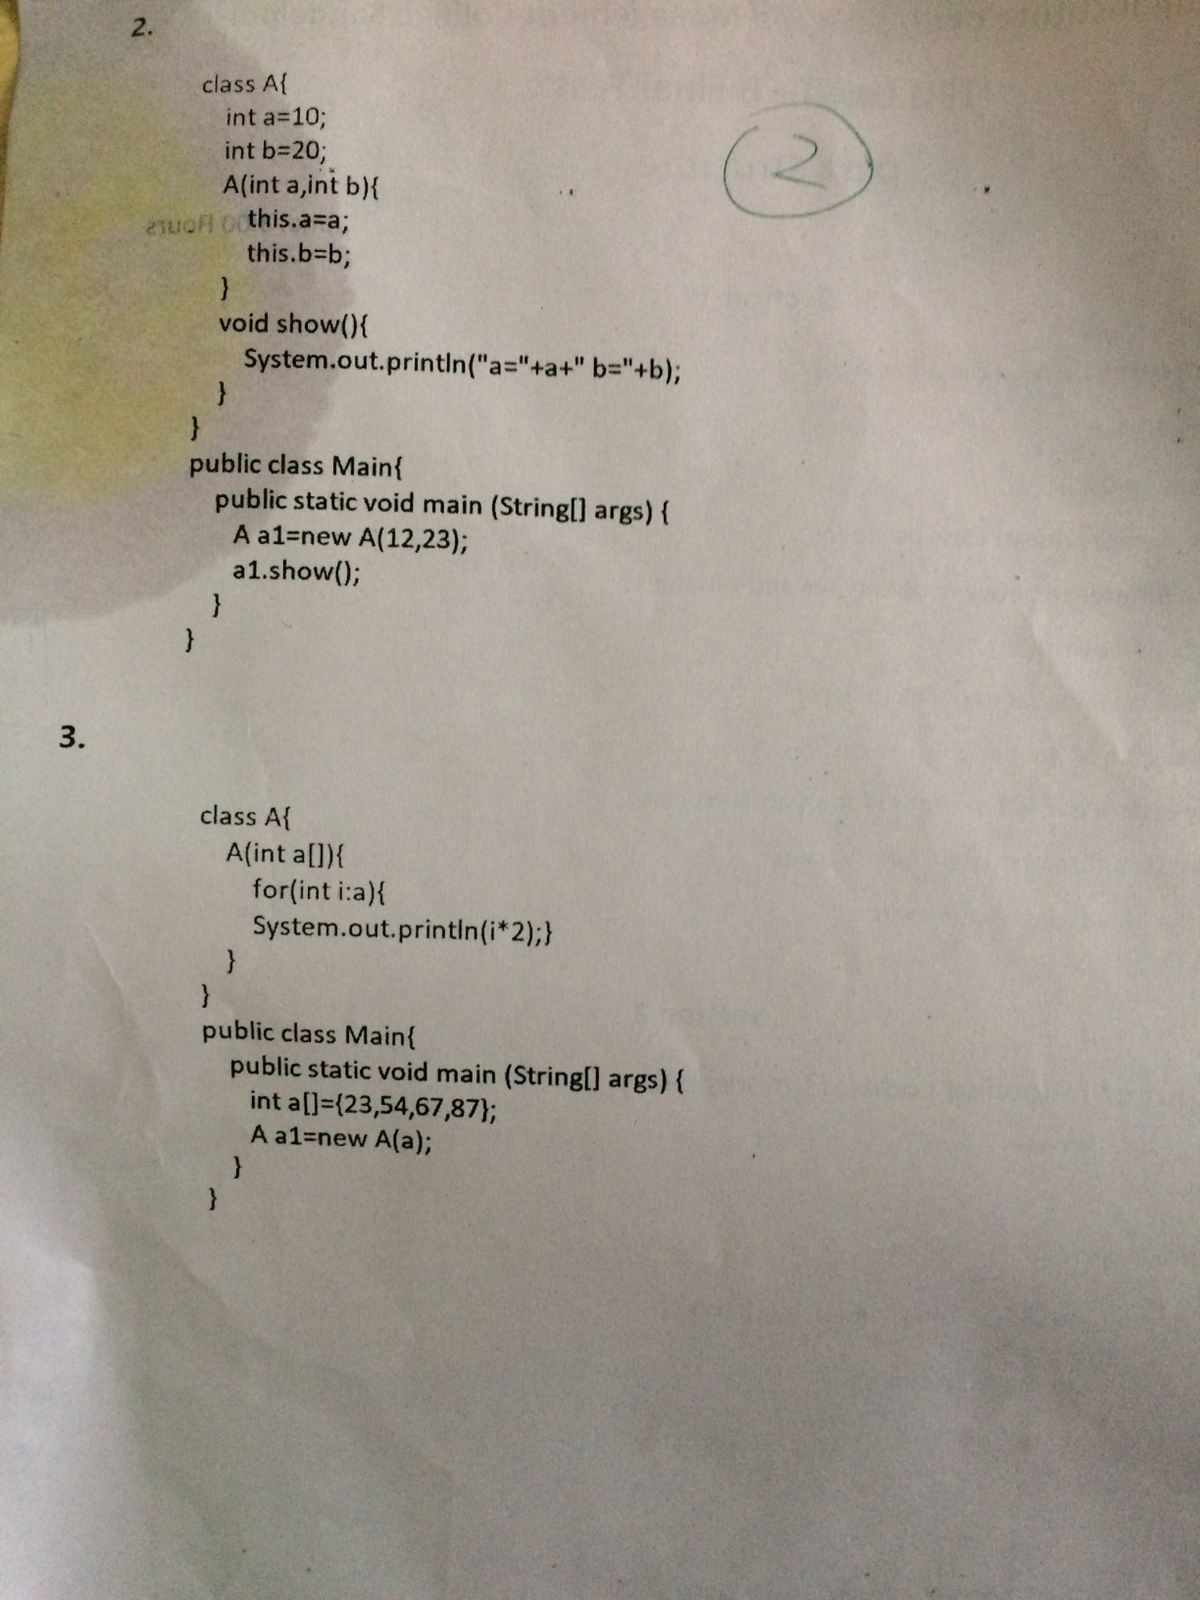 2.
2
class A{
int a=10;
int b=20;
A(int a,int b){
this.a=a;
this.b=b;
}
void show(){
System.out.println("a="+a+" b="+b);
}
}
public class Main{
public static void main (String[] args) {
A a1=new A(12,23);
a1.show();
}
}
3.
class A{
A(int a[]){
for(int i:a){
System.out.println(i*2);}
}
}
public class Main{
public static void main (String[] args) {
int a[]={23,54,67,87};
A a1=new A(a);
}
}